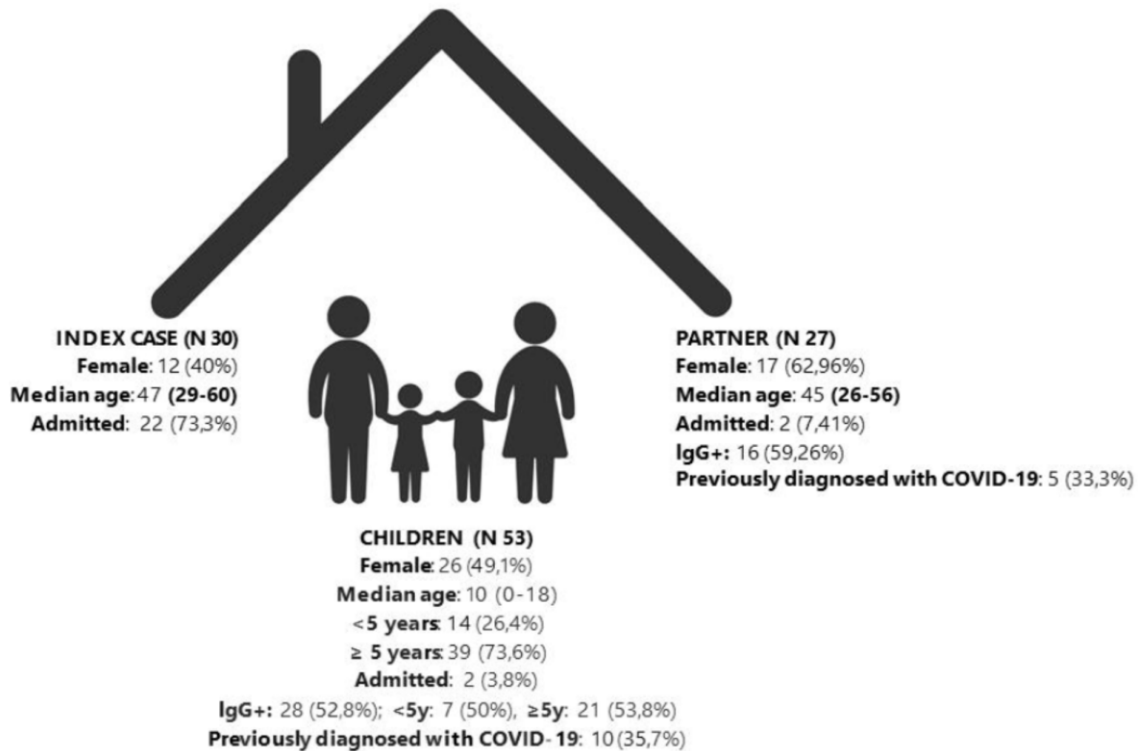 INDEX CASE (N 30)
Female: 12 (40%)
Median age: 47 (29-60)
Admitted: 22 (73,3%)
PARTNER (N 27)
Female: 17 (62,96%)
Median age: 45 (26-56)
Admitted: 2 (7,41%)
IgG+: 16 (59,26%)
Previously diagnosed with COVID-19: 5 (33,3%)
CHILDREN (N 53)
Female: 26 (49,1%)
Median age: 10 (0-18)
<5 years: 14 (26,4%)
≥ 5 years: 39 (73,6%)
Admitted: 2 (3,8%)
IgG+: 28 (52,8%); <5y: 7 (50%), ≥5y: 21 (53,8%)
Previously diagnosed with COVID-19: 10 (35,7%)